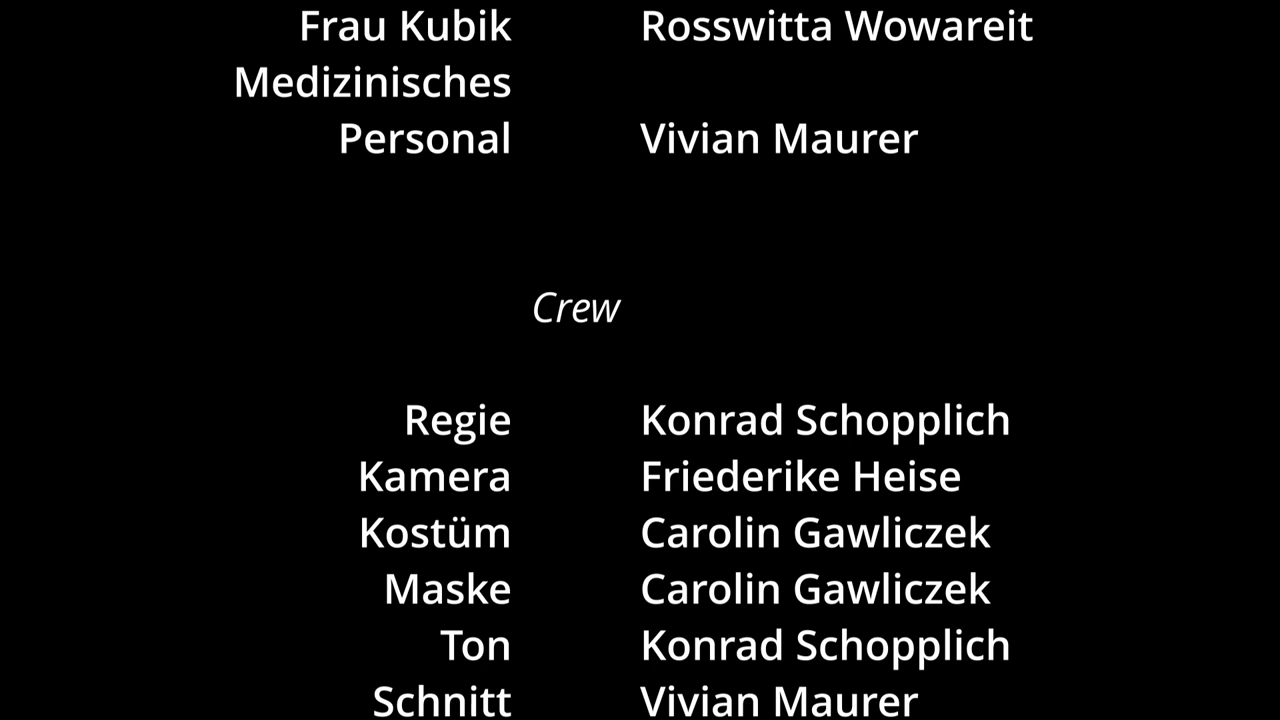 Frau Kubik Rosswitta Wowareit
Medizinisches
Personal Vivian Maurer
Crew
Regie Konrad Schopplich
Kamera Friederike Heise
Kostüm Carolin Gawliczek
Maske Carolin Gawliczek
Ton Konrad Schopplich
Schnitt Vivian Maurer